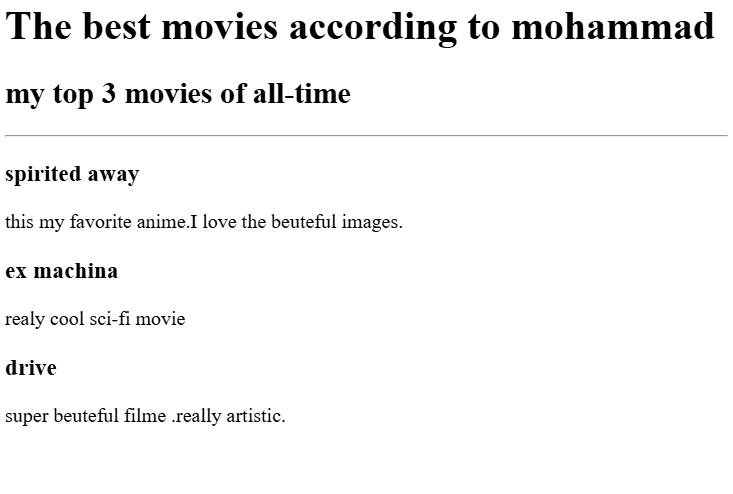 The best movies according to mohammad
my top 3 movies of all-time
spirited away
this my favorite anime.I love the beuteful images.
ex machina
realy cool sci-fi movie
drive
super beuteful filme .really artistic.